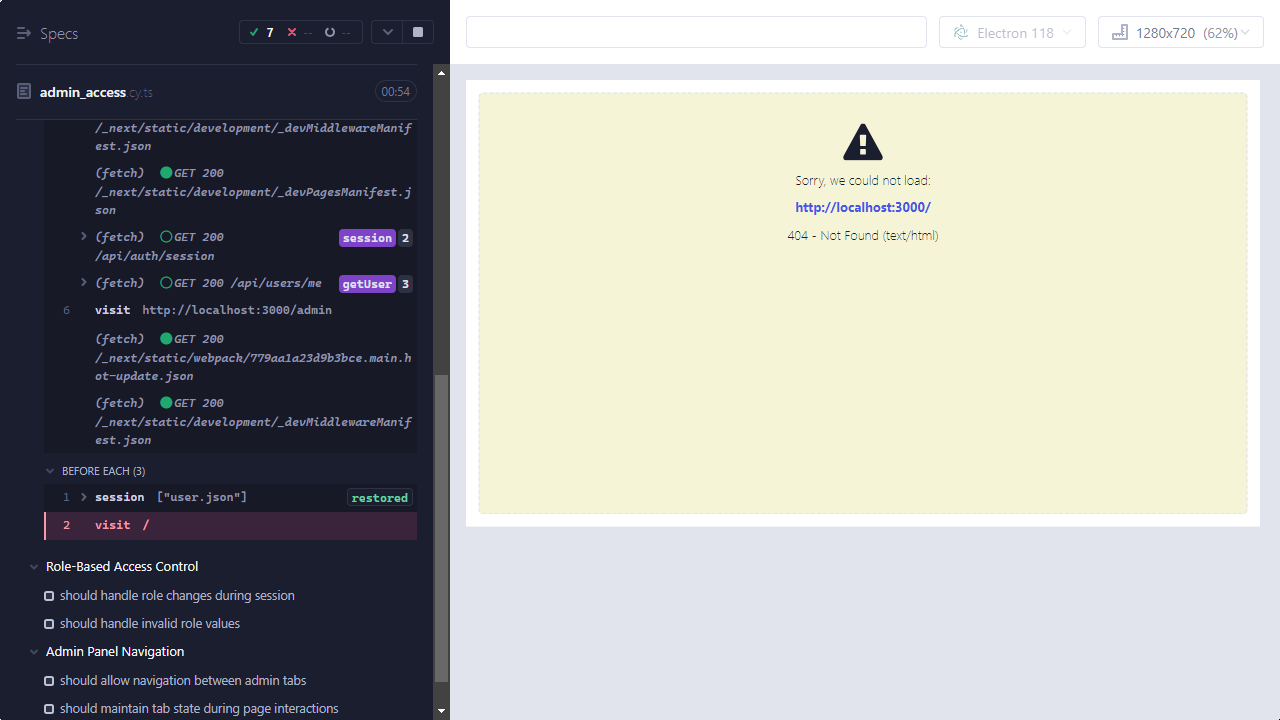 Specs
7
--
--
admin_access.cy.ts
00:54
/_next/static/development/_devMiddlewareManif
est.json
(fetch) GET 200
/_next/static/development/_devPagesManifest.j
son
(fetch) GET 200 session 2
/api/auth/session
(fetch) GET 200 /api/users/me getUser 3
6 visit http://localhost:3000/admin
(fetch) GET 200
/_next/static/webpack/779aa1a23d9b3bce.main.h
ot-update.json
(fetch) GET 200
/_next/static/development/_devMiddlewareManif
est.json
BEFORE EACH (3)
1 session ["user.json"] restored
2 visit /
Role-Based Access Control
should handle role changes during session
should handle invalid role values
Admin Panel Navigation
should allow navigation between admin tabs
should maintain tab state during page interactions
Electron 118
1280x720 (62%)
Sorry, we could not load:
http://localhost:3000/
404 - Not Found (text/html)